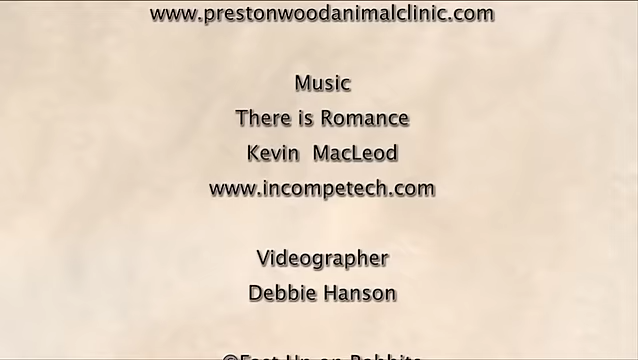 www.prestonwoodanimalclinic.com
Music
There is Romance
Kevin MacLeod
www.incompetech.com
Videographer
Debbie Hanson